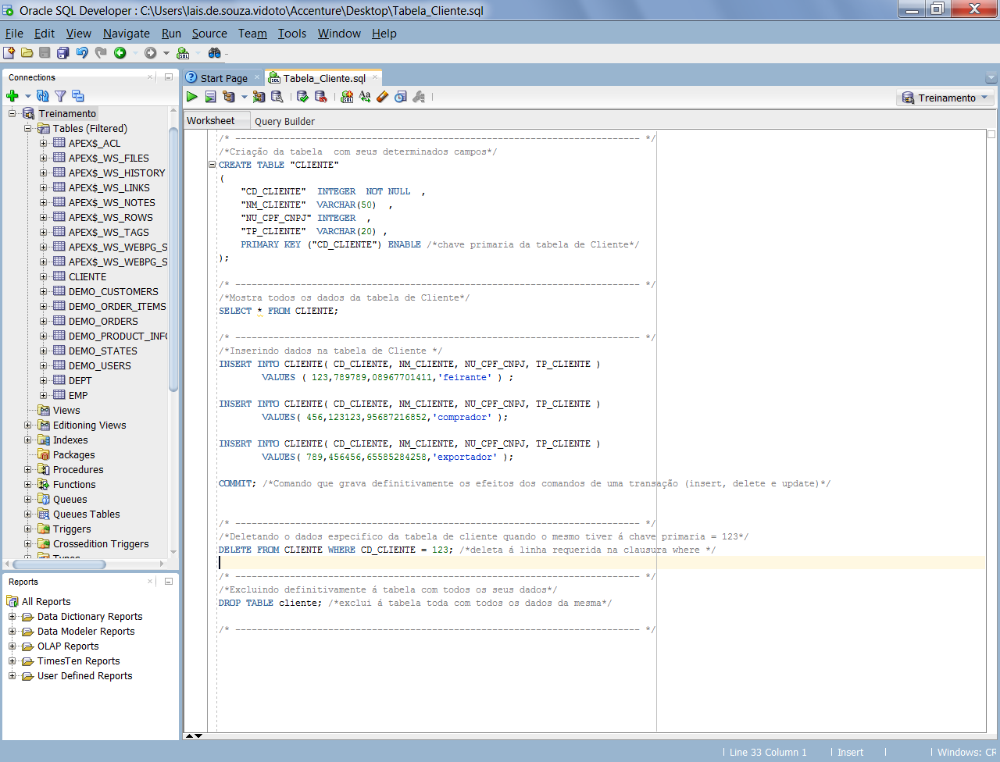 Oracle SQL Developer : C:\Users\lais.de.souza.vidoto\Accenture\Desktop\Tabela_Cliente.sql
File Edit View Navigate Run Source Team Tools Window Help
Connections
Treinamento
Tables (Filtered)
APEX$_ACL
APEX$_WS_FILES
APEX$_WS_HISTORY
APEX$_WS_LINKS
APEX$_WS_NOTES
APEX$_WS_ROWS
APEX$_WS_TAGS
APEX$_WS_WEBPG_S
APEX$_WS_WEBPG_S
CLIENTE
DEMO_CUSTOMERS
DEMO_ORDER_ITEMS
DEMO_ORDERS
DEMO_PRODUCT_INFO
DEMO_STATES
DEMO_USERS
DEPT
EMP
Views
Editioning Views
Indexes
Packages
Procedures
Functions
Queues
Queues Tables
Triggers
Crossedition Triggers
Types
Reports
All Reports
Data Dictionary Reports
Data Modeler Reports
OLAP Reports
TimesTen Reports
User Defined Reports
Start Page Tabela_Cliente.sql
Treinamento
Worksheet Query Builder
/* -------------------------------------------------------------------------- */
/*Criação da tabela  com seus determinados campos*/
CREATE TABLE "CLIENTE"
(
    "CD_CLIENTE"  INTEGER  NOT NULL  ,
    "NM_CLIENTE"  VARCHAR(50)  ,
    "NU_CPF_CNPJ" INTEGER  ,
    "TP_CLIENTE"  VARCHAR(20) ,
    PRIMARY KEY ("CD_CLIENTE") ENABLE /*chave primaria da tabela de Cliente*/
);
/* -------------------------------------------------------------------------- */
/*Mostra todos os dados da tabela de Cliente*/
SELECT * FROM CLIENTE;
/* -------------------------------------------------------------------------- */
/*Inserindo dados na tabela de Cliente */
INSERT INTO CLIENTE( CD_CLIENTE, NM_CLIENTE, NU_CPF_CNPJ, TP_CLIENTE )
        VALUES ( 123,789789,08967701411,'feirante' ) ;
INSERT INTO CLIENTE( CD_CLIENTE, NM_CLIENTE, NU_CPF_CNPJ, TP_CLIENTE )
        VALUES( 456,123123,95687216852,'comprador' );
INSERT INTO CLIENTE( CD_CLIENTE, NM_CLIENTE, NU_CPF_CNPJ, TP_CLIENTE )
        VALUES( 789,456456,65585284258,'exportador' );
COMMIT; /*Comando que grava definitivamente os efeitos dos comandos de uma transação (insert, delete e update)*/
/* -------------------------------------------------------------------------- */
/*Deletando o dados especifico da tabela de cliente quando o mesmo tiver á chave primaria = 123*/
DELETE FROM CLIENTE WHERE CD_CLIENTE = 123; /*deleta á linha requerida na clausura where */
/* -------------------------------------------------------------------------- */
/*Excluindo definitivamente á tabela com todos os seus dados*/
DROP TABLE cliente; /*exclui á tabela toda com todos os dados da mesma*/
/* -------------------------------------------------------------------------- */
Line 33 Column 1 Insert Windows: CR